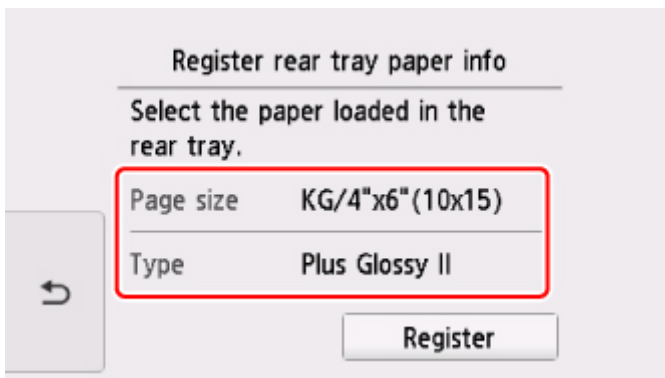 Register rear tray paper info
Select the paper loaded in the
rear tray.
Page size KG/4"x6"(10x15)
Type Plus Glossy II
Register